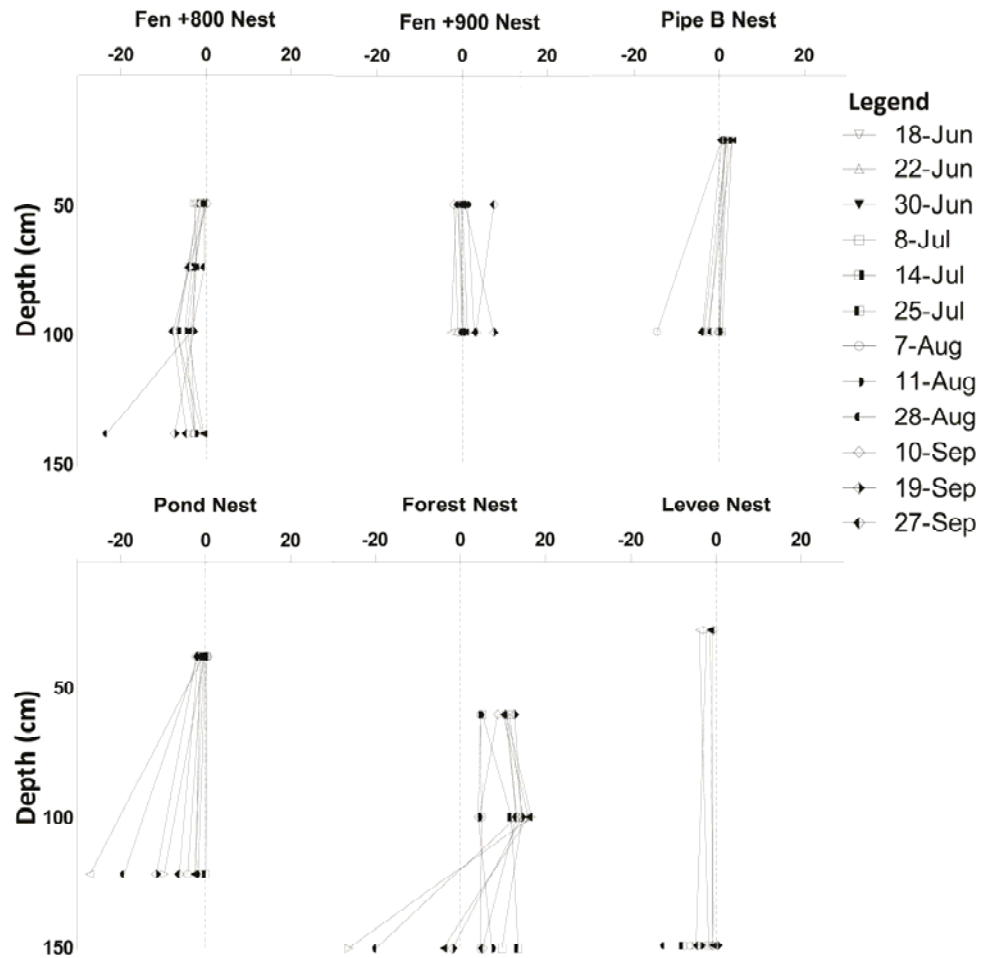 Fen +800 Nest Fen +900 Nest Pipe B Nest
-20 0 20 -20 0 20 -20 0 20
Legend
18-Jun
22-Jun
30-Jun
8-Jul
14-Jul
25-Jul
7-Aug
11-Aug
28-Aug
10-Sep
19-Sep
27-Sep
Depth (cm)
50
100
150
Pond Nest Forest Nest Levee Nest
-20 0 20 -20 0 20 -20 0 20
Depth (cm)
50
100
150